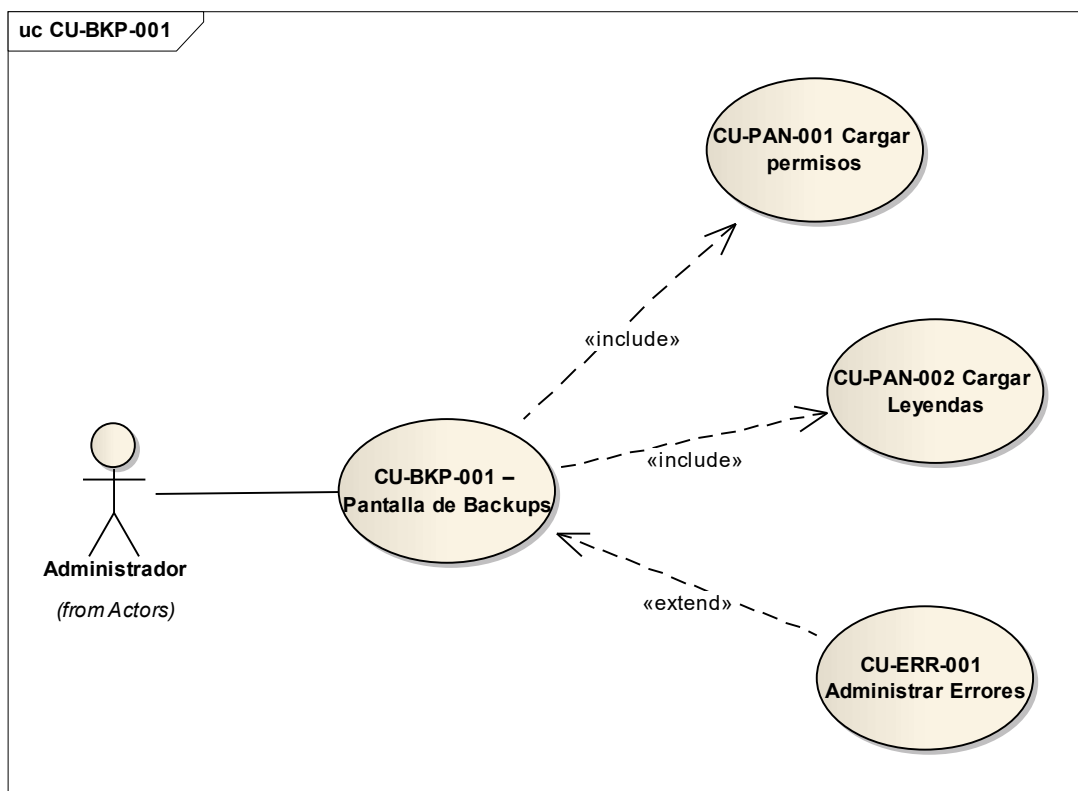 uc CU-BKP-001
CU-PAN-001 Cargar
permisos
«include»
CU-PAN-002 Cargar
Leyendas
«include»
CU-BKP-001 –
Pantalla de Backups
Administrador
(from Actors)
«extend»
CU-ERR-001
Administrar Errores